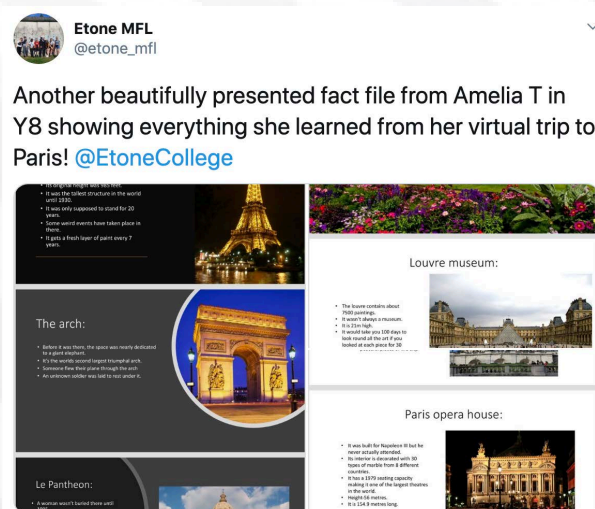 Etone MFL
@etone_mfl
Another beautifully presented fact file from Amelia T in
Y8 showing everything she learned from her virtual trip to
Paris! @EtoneCollege
• Its original height was 985 feet.
• It was the tallest structure in the world
until 1930.
• It was only supposed to stand for 20
years.
• Some weird events have taken place in
there.
• It gets a fresh layer of paint every 7
years.
The arch:
• Before it was there, the space was nearly dedicated
to a giant elephant.
• It's the worlds second largest triumphal arch.
• Someone flew their plane through the arch
• An unknown soldier was laid to rest under it.
Le Pantheon:
• A woman wasn't buried there until
Louvre museum:
• The louvre contains about
7500 paintings.
• It wasn't always a museum.
• It is 21m high.
• It would take you 100 days to
look round all the art if you
looked at each piece for 30
Paris opera house:
• It was built for Napoleon III but he
never actually attended.
• Its interior is decorated with 30
types of marble from 8 different
countries.
• It has a 1979 seating capacity
making it one of the largest theatres
in the world.
• Height-56 metres.
• It is 154.9 metres long.